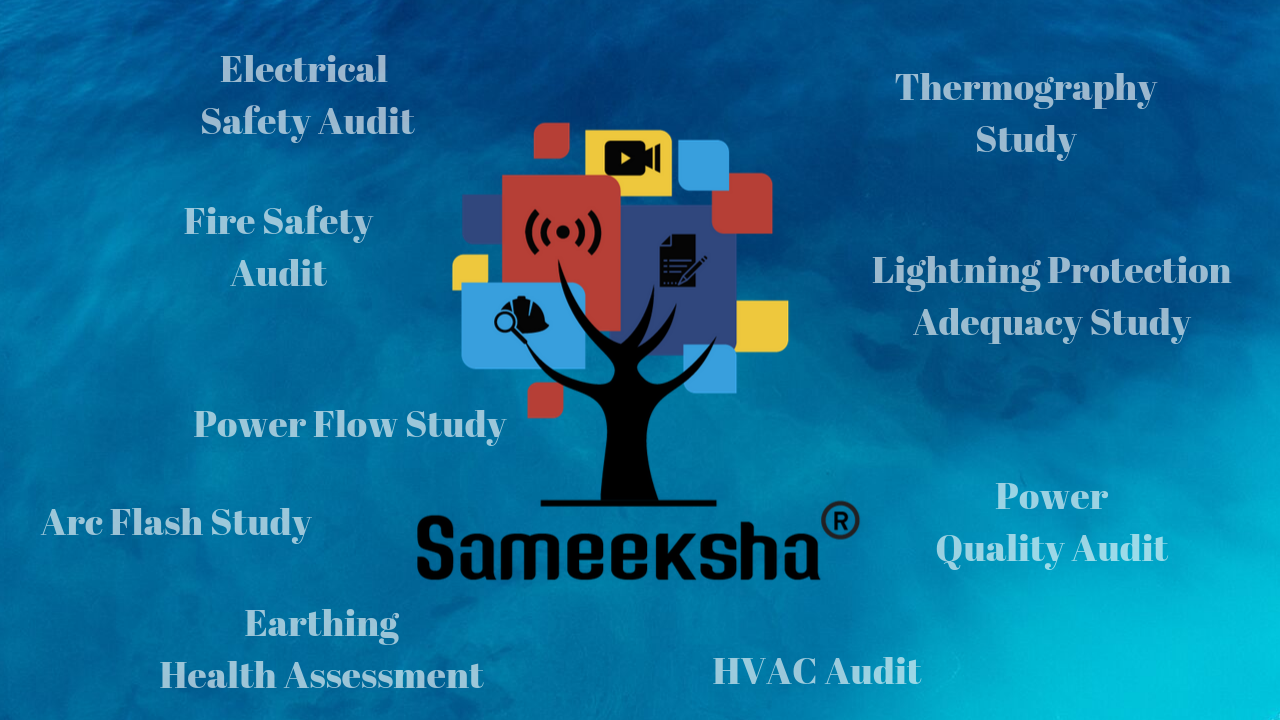 Electrical
Safety Audit
Thermography
Study
Fire Safety
Audit
Lightning Protection
Adequacy Study
Power Flow Study
Arc Flash Study
Power
Quality Audit
Sameeksha®
Earthing
Health Assessment
HVAC Audit